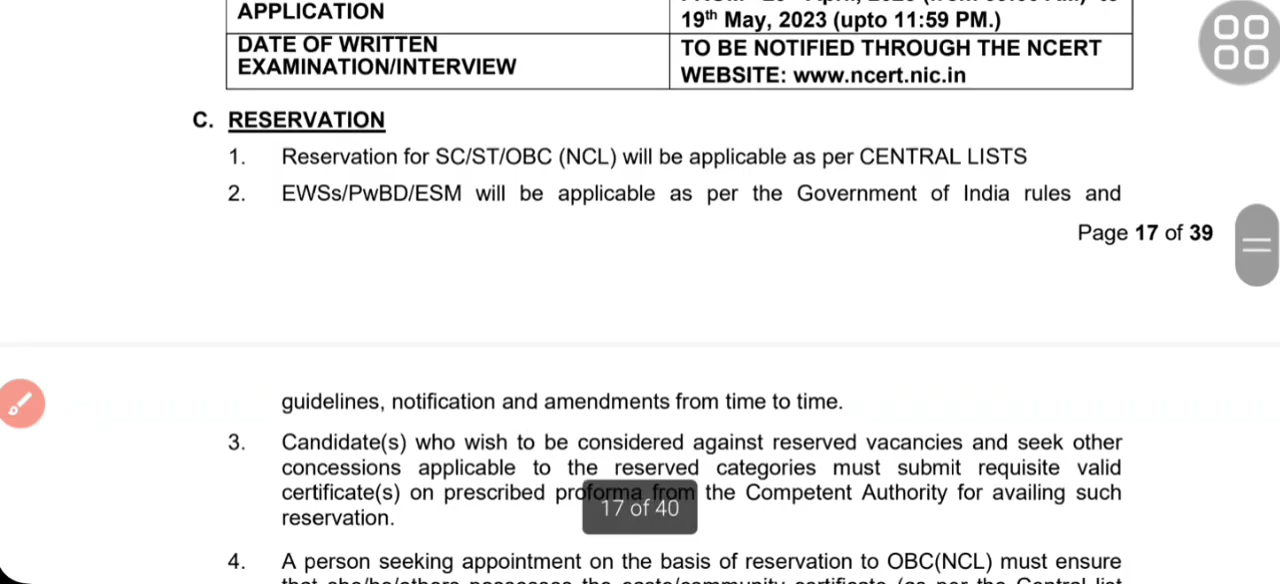 APPLICATION
19th May, 2023 (upto 11:59 PM.)
DATE OF WRITTEN
EXAMINATION/INTERVIEW
TO BE NOTIFIED THROUGH THE NCERT
WEBSITE: www.ncert.nic.in
C. RESERVATION
1. Reservation for SC/ST/OBC (NCL) will be applicable as per CENTRAL LISTS
2. EWSs/PwBD/ESM will be applicable as per the Government of India rules and
Page 17 of 39
guidelines, notification and amendments from time to time.
3. Candidate(s) who wish to be considered against reserved vacancies and seek other
concessions applicable to the reserved categories must submit requisite valid
certificate(s) on prescribed proforma from the Competent Authority for availing such
17 of 40
reservation.
4. A person seeking appointment on the basis of reservation to OBC(NCL) must ensure